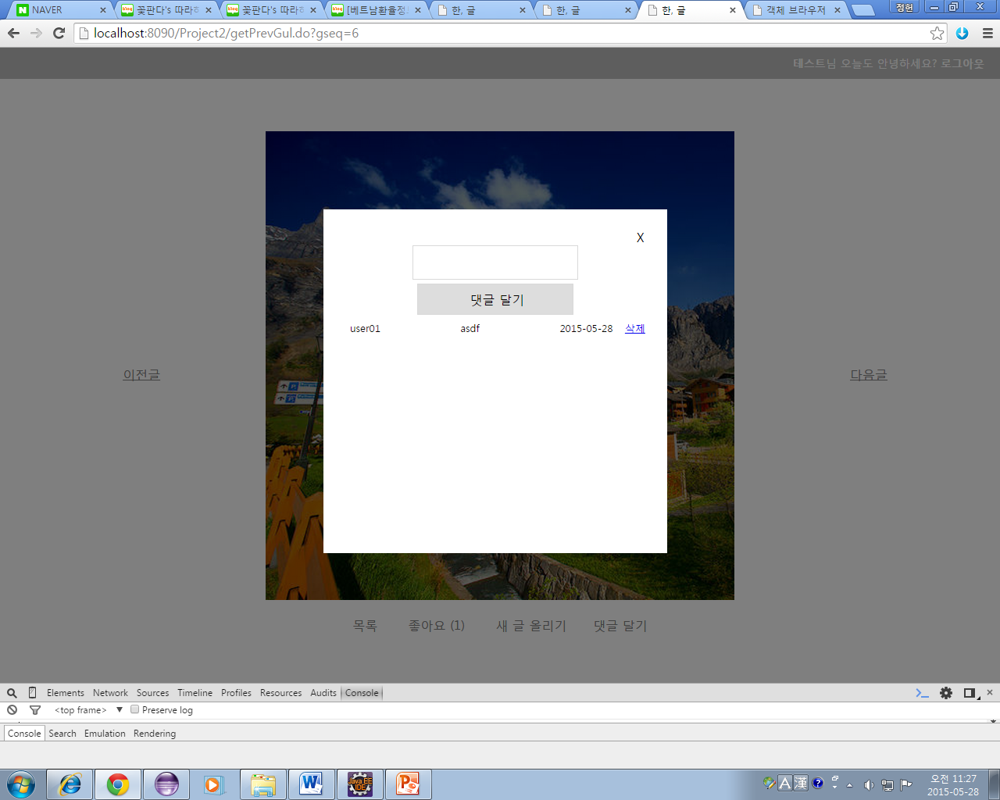 NAVER
꽃판다's 따라하
꽃판다's 따라하
[베트남환율정보
한, 글
한, 글
한, 글
객체 브라우저
정현
localhost:8090/Project2/getPrevGul.do?gseq=6
테스트님 오늘도 안녕하세요? 로그아웃
X
댓글 달기
user01 asdf 2015-05-28 삭제
이전글
다음글
목록 좋아요 (1) 새 글 올리기 댓글 달기
Elements Network Sources Timeline Profiles Resources Audits Console
<top frame> Preserve log
Console Search Emulation Rendering
Java EE
IDE
A 漢
오전 11:27
2015-05-28